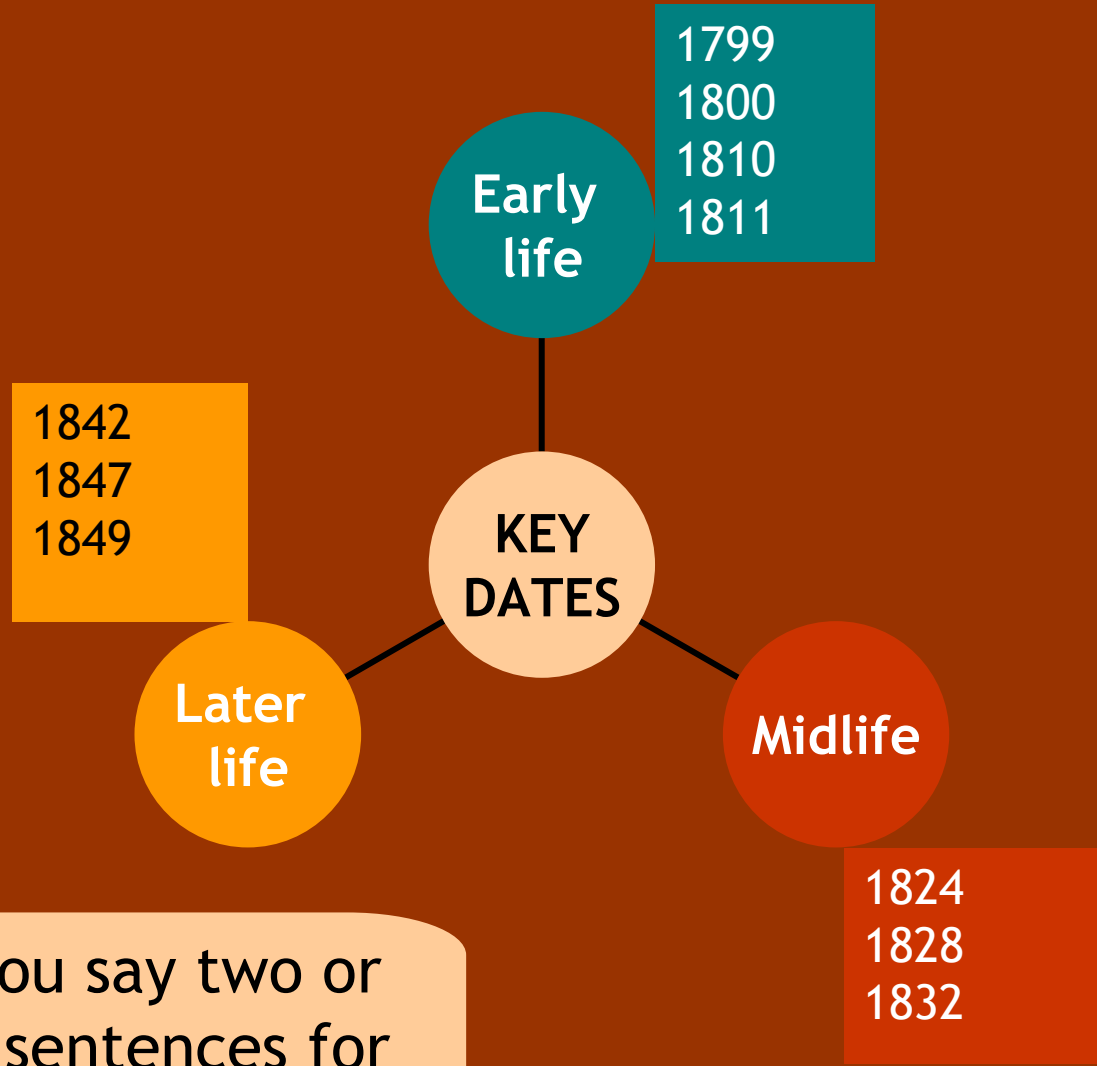 1799
1800
1810
1811
Early
life
1842
1847
1849
KEY
DATES
Later
life
Midlife
1824
1828
1832
ou say two or
sentences for